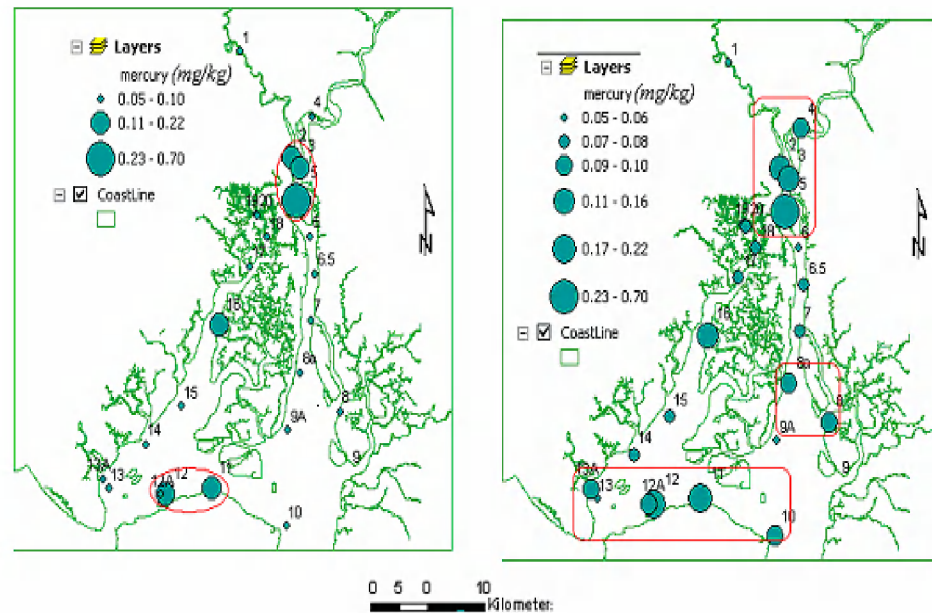 Layers
mercury (mg/kg)
0.05 - 0.10
0.11 - 0.22
0.23 - 0.70
CoastLine
1
4
2
3
5
18
6
6.5
16
7
8a
15
8
9A
14
9
13A
13
12A
12
11
10
N
Layers
mercury (mg/kg)
0.05 - 0.06
0.07 - 0.08
0.09 - 0.10
0.11 - 0.16
0.17 - 0.22
0.23 - 0.70
CoastLine
1
4
2
3
5
18
6
6.5
16
7
8a
15
8
9A
14
9
13A
13
12A
12
11
10
N
0 5 0 10
Kilometer: